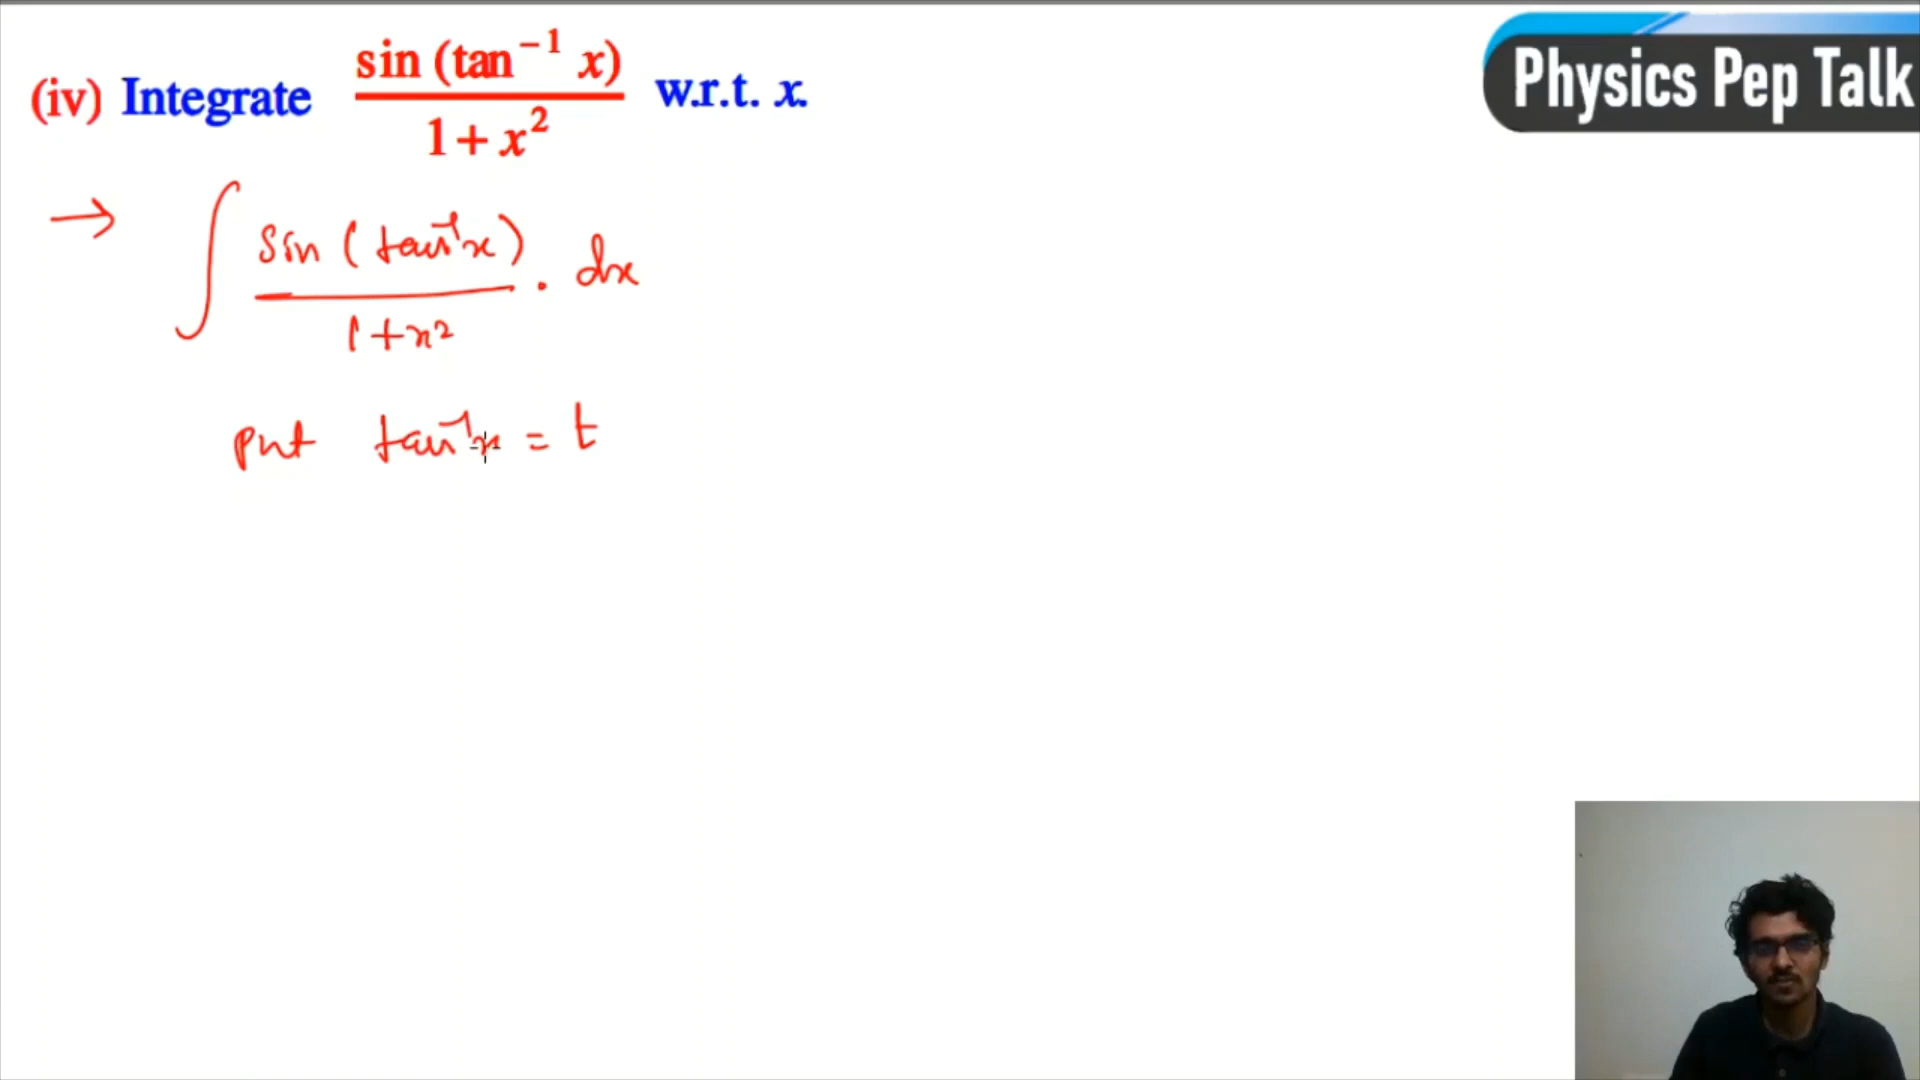 (iv) Integrate sin (tan⁻¹ x) / 1 + x² w.r.t. x.
Physics Pep Talk
→ ∫ sin (tan⁻¹x) / 1+x² . dx
put tan⁻¹x = t